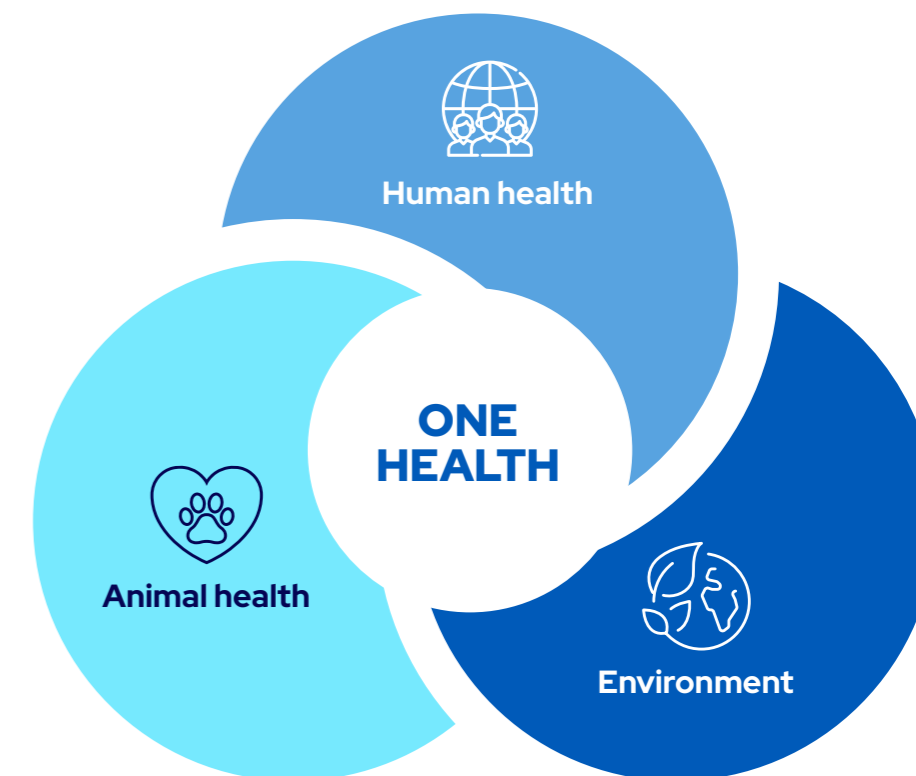 Human health
ONE
HEALTH
Animal health
Environment